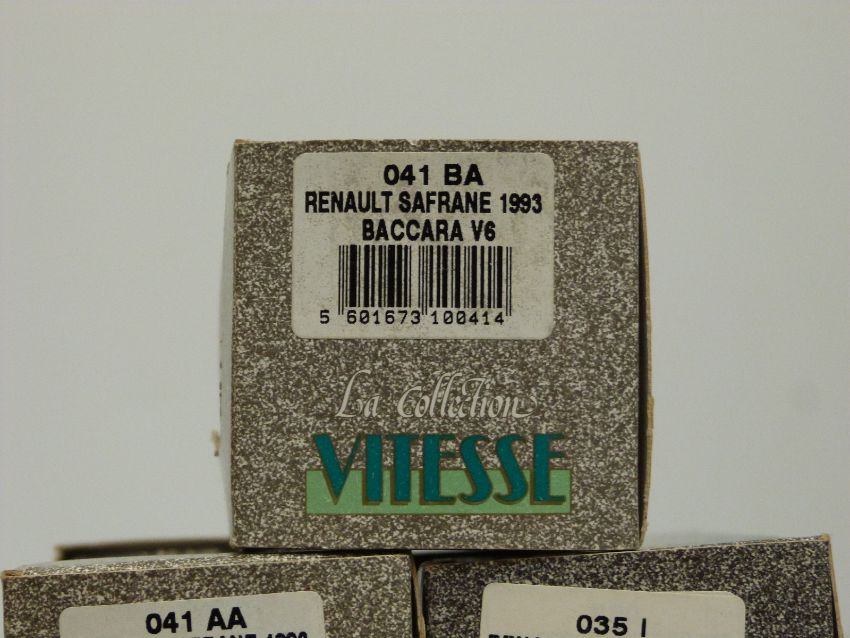 041 BA
RENAULT SAFRANE 1993
BACCARA V6
5 601673 100414
La Collection
VITESSE
041 AA
035 I